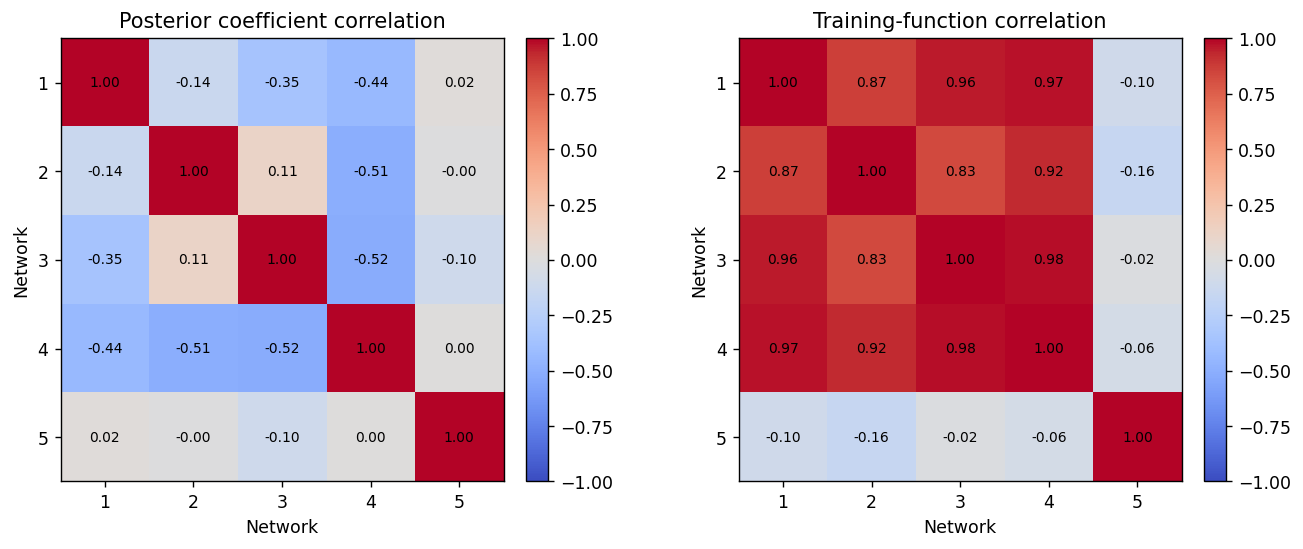 Posterior coefficient correlation
1.00 -0.14 -0.35 -0.44 0.02
-0.14 1.00 0.11 -0.51 -0.00
-0.35 0.11 1.00 -0.52 -0.10
-0.44 -0.51 -0.52 1.00 0.00
0.02 -0.00 -0.10 0.00 1.00
1
2
3
4
5
Network
1 2 3 4 5
Network
1.00
0.75
0.50
0.25
0.00
−0.25
−0.50
−0.75
−1.00
Training-function correlation
1.00 0.87 0.96 0.97 -0.10
0.87 1.00 0.83 0.92 -0.16
0.96 0.83 1.00 0.98 -0.02
0.97 0.92 0.98 1.00 -0.06
-0.10 -0.16 -0.02 -0.06 1.00
1
2
3
4
5
Network
1 2 3 4 5
Network
1.00
0.75
0.50
0.25
0.00
−0.25
−0.50
−0.75
−1.00